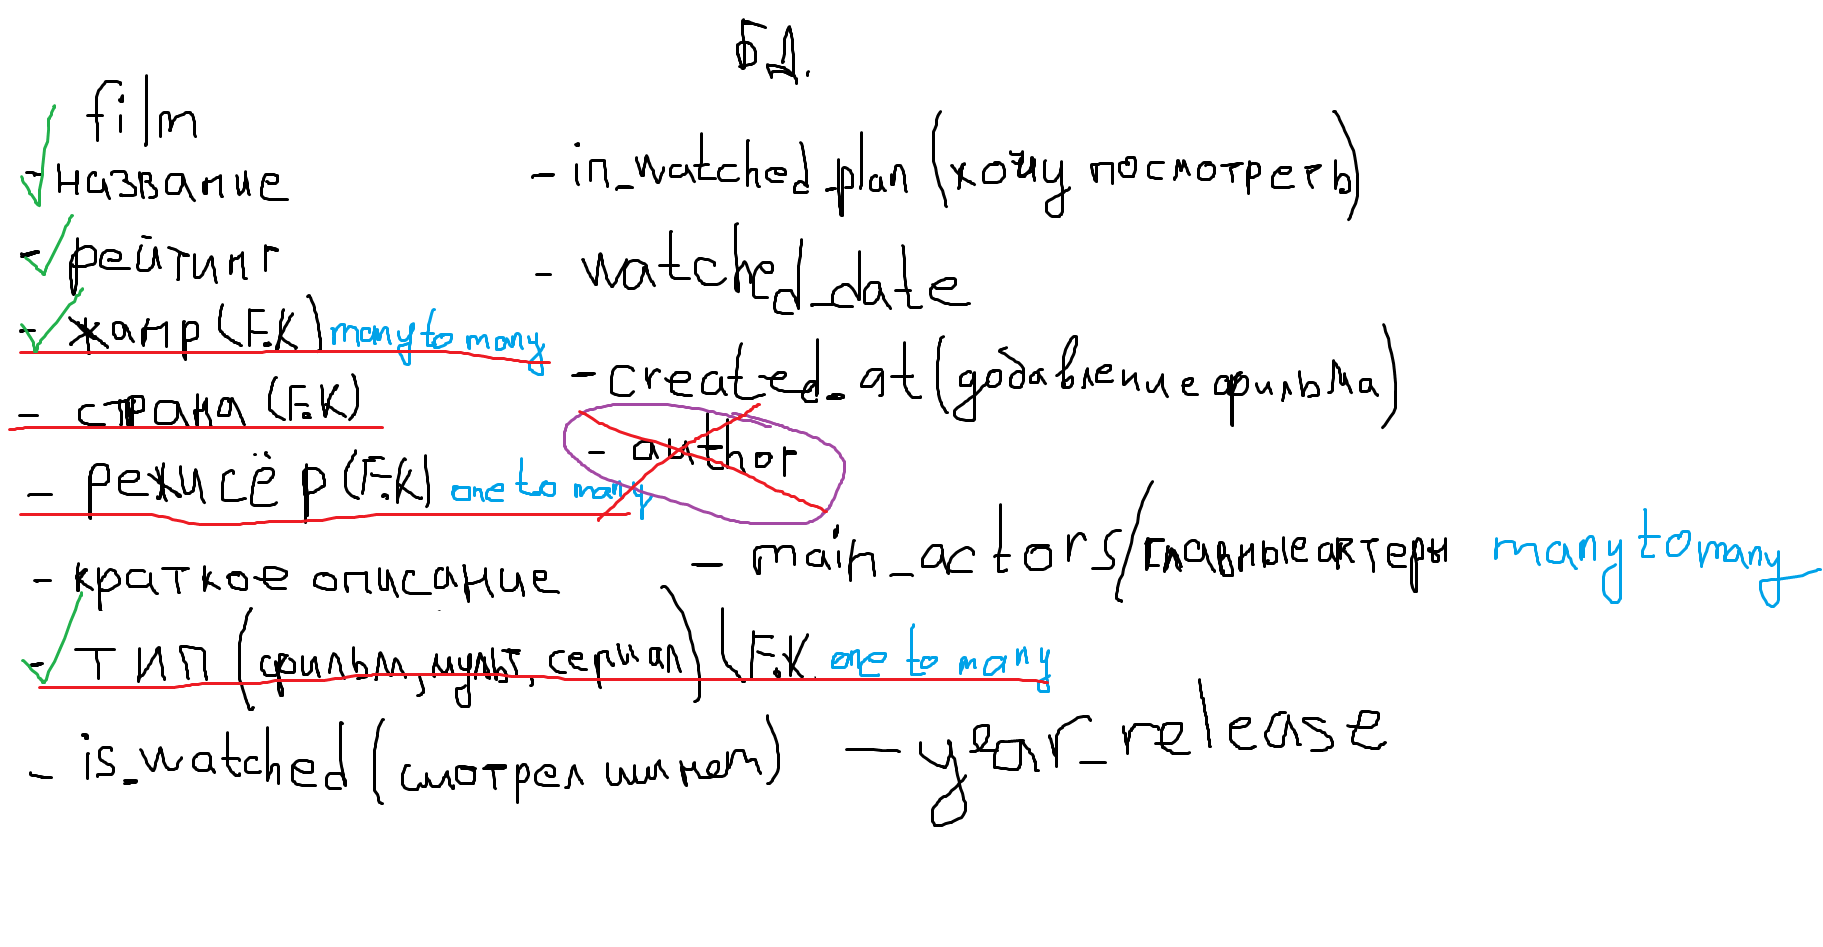 БД.
film
- название
- рейтинг
- жанр (F.K) many to many
- страна (F.K)
- режисёр (F.K) one to many
- краткое описание
- тип (фильм, мульт, сериал) (F.K one to many
- is_watched (смотрел или нет)
- in_watched_plan (хочу посмотреть)
- watched_date
- created_at (додавление фильма)
- author
- main_actors/главные актеры many to many
- year_release